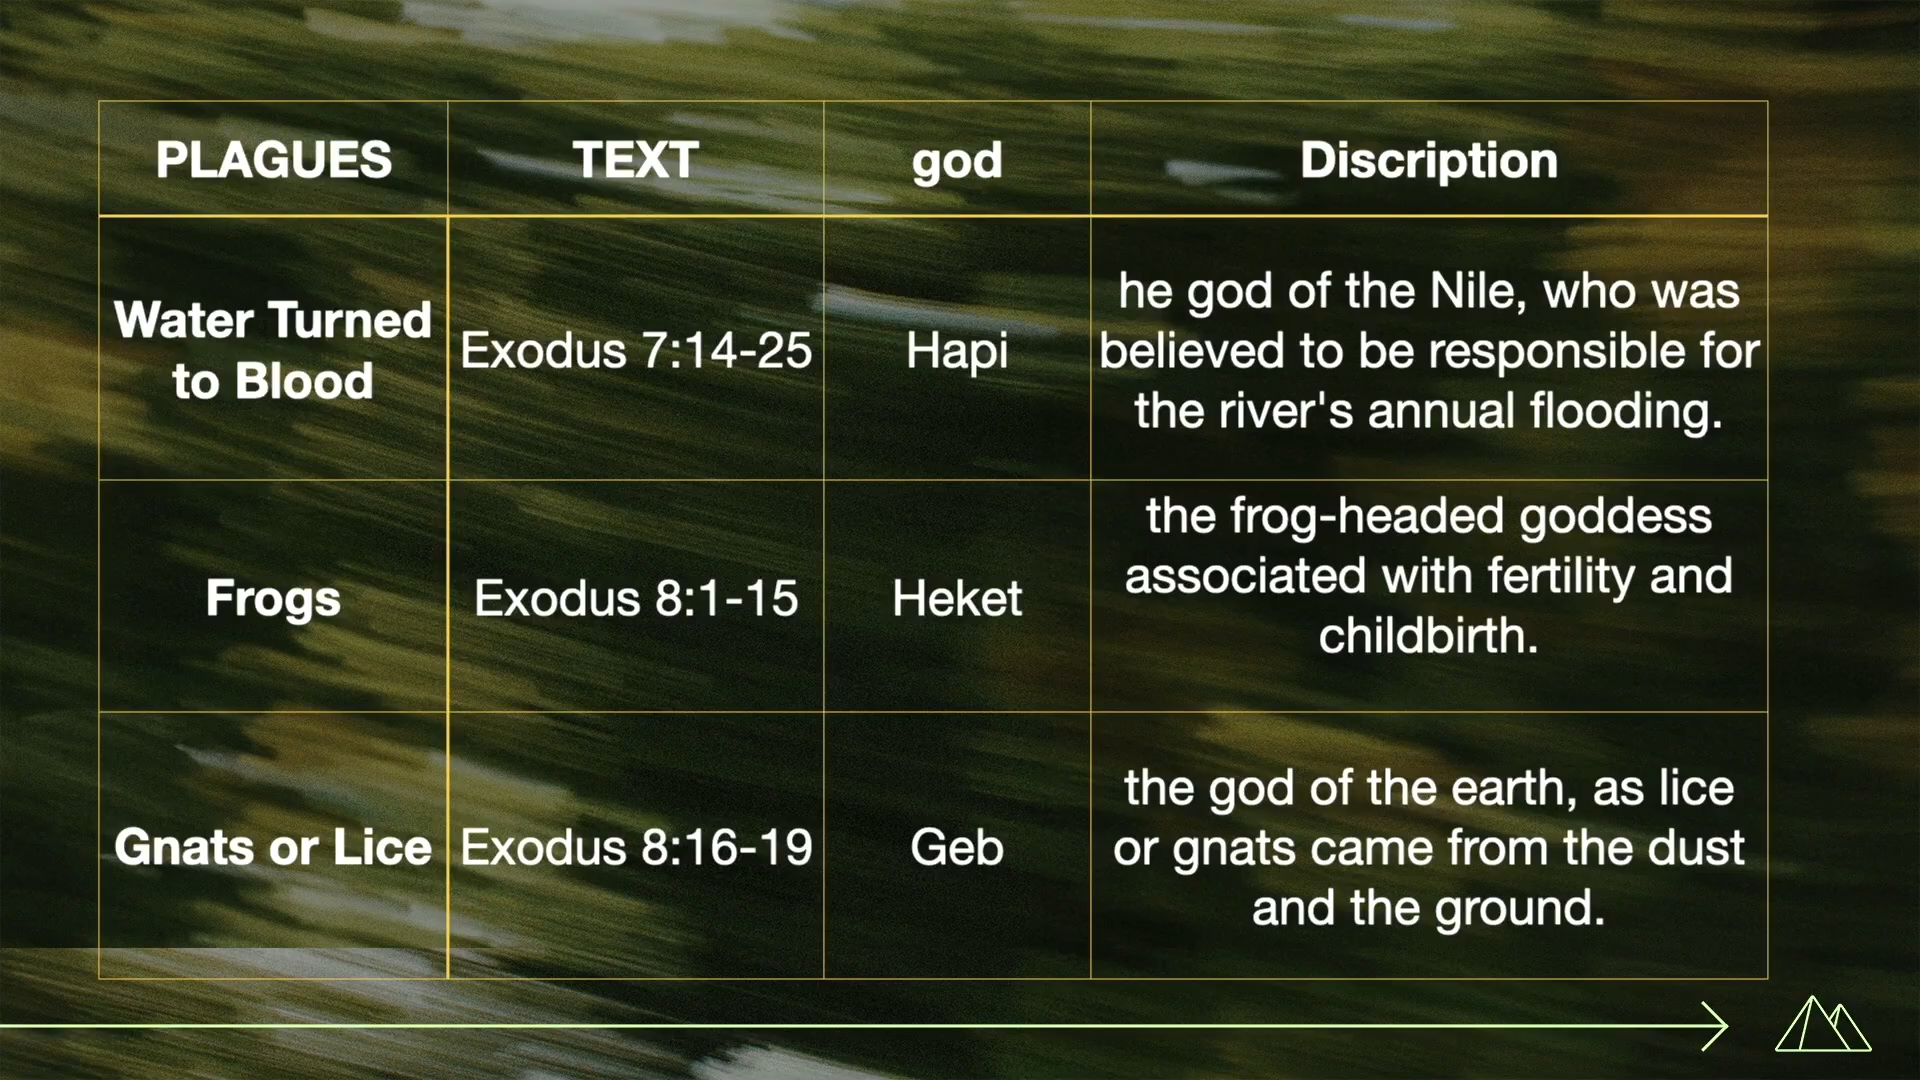 PLAGUES TEXT god Discription
Water Turned
to Blood
Exodus 7:14-25
Hapi
he god of the Nile, who was
believed to be responsible for
the river's annual flooding.
Frogs
Exodus 8:1-15
Heket
the frog-headed goddess
associated with fertility and
childbirth.
Gnats or Lice
Exodus 8:16-19
Geb
the god of the earth, as lice
or gnats came from the dust
and the ground.